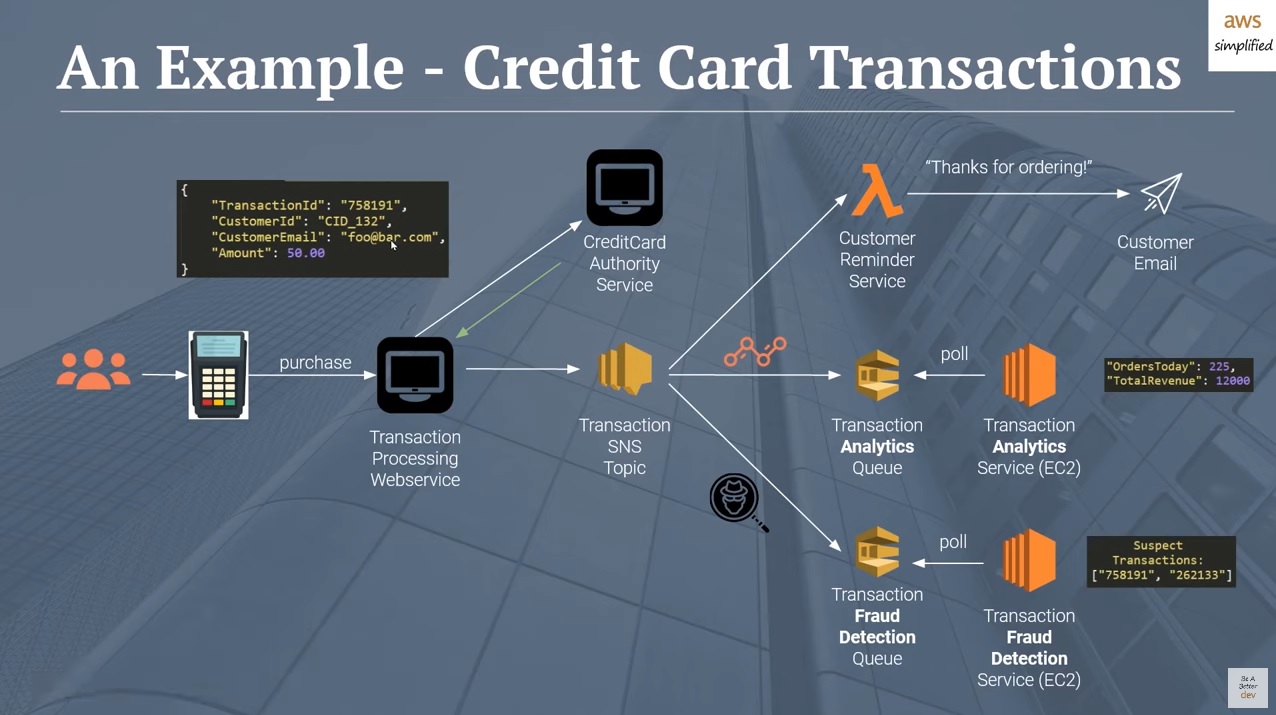 An Example - Credit Card Transactions
aws
simplified
{
"TransactionId": "758191",
"CustomerId": "CID_132",
"CustomerEmail": "foo@bar.com",
"Amount": 50.00
}
CreditCard
Authority
Service
"Thanks for ordering!"
Customer
Reminder
Service
Customer
Email
purchase
Transaction
Processing
Webservice
Transaction
SNS
Topic
Transaction
Analytics
Queue
poll
Transaction
Analytics
Service (EC2)
"OrdersToday": 225,
"TotalRevenue": 12000
Transaction
Fraud
Detection
Queue
poll
Transaction
Fraud
Detection
Service (EC2)
Suspect
Transactions:
["758191", "262133"]
Be A
Better
dev